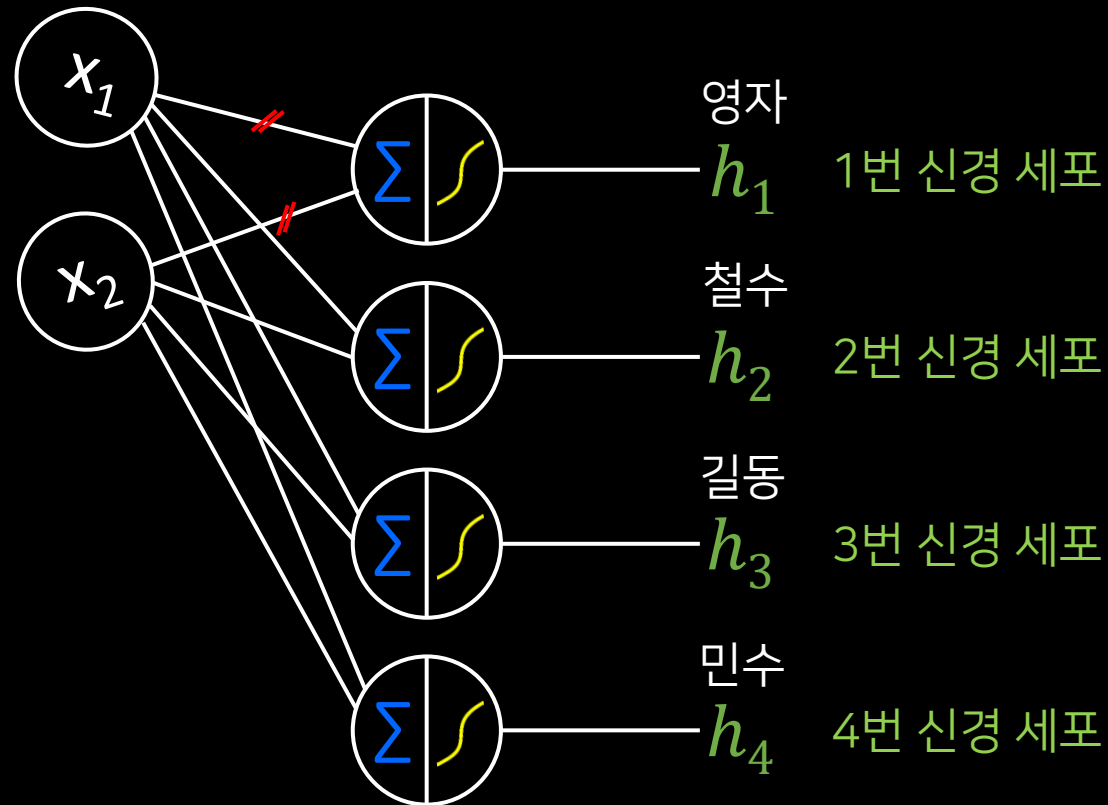 x₁
x₂
영자
Σ h₁ 1번 신경 세포
철수
Σ h₂ 2번 신경 세포
길동
Σ h₃ 3번 신경 세포
민수
Σ h₄ 4번 신경 세포